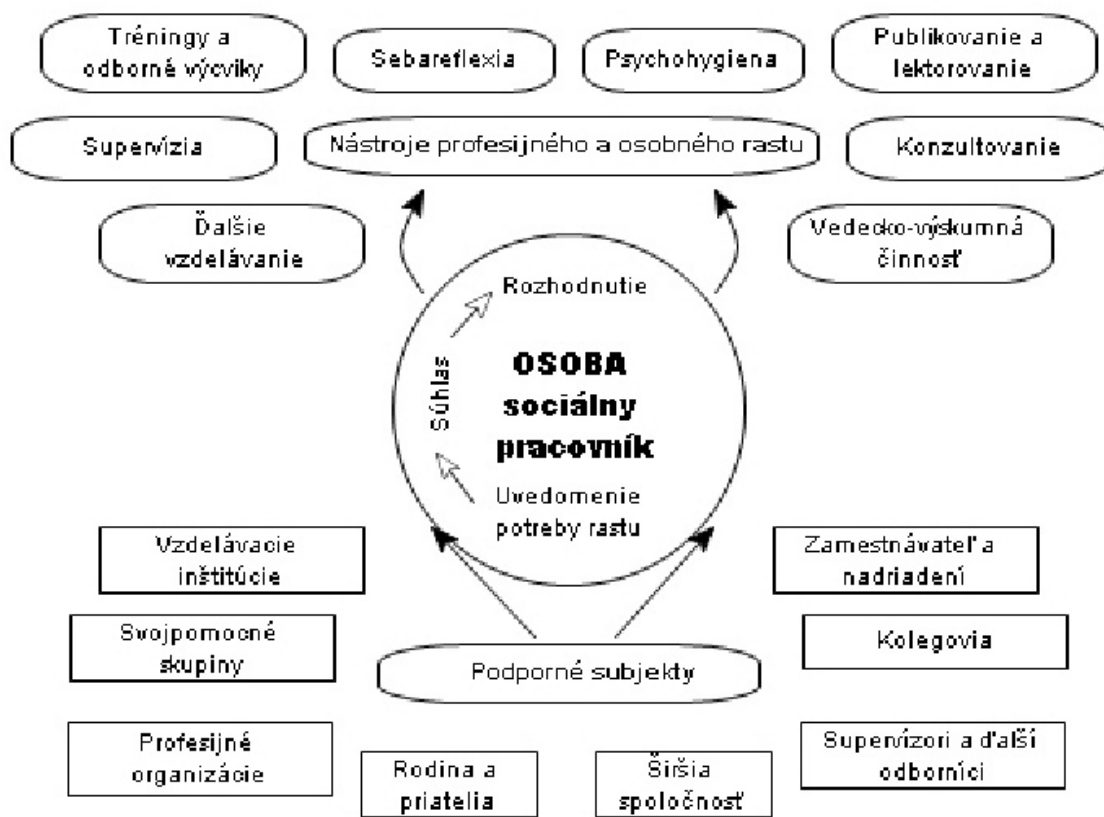 Tréningy a
odborné výcviky
Sebareflexia
Psychohygiena
Publikovanie a
lektorovanie
Supervízia
Nástroje profesijného a osobného rastu
Konzultovanie
Ďalšie
vzdelávanie
Vedecko-výskumná
činnosť
Rozhodnutie
Súhlas
OSOBA
sociálny
pracovník
Uvedomenie
potreby rastu
Vzdelávacie
inštitúcie
Zamestnávateľ a
nadriadení
Svojpomocné
skupiny
Kolegovia
Podporné subjekty
Profesijné
organizácie
Rodina a
priatelia
Širšia
spoločnosť
Supervízori a ďalší
odborníci